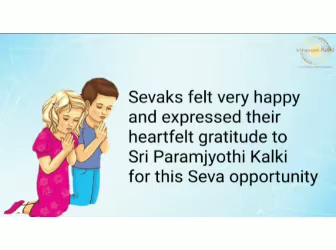 Sevaks felt very happy
and expressed their
heartfelt gratitude to
Sri Paramjyothi Kalki
for this Seva opportunity